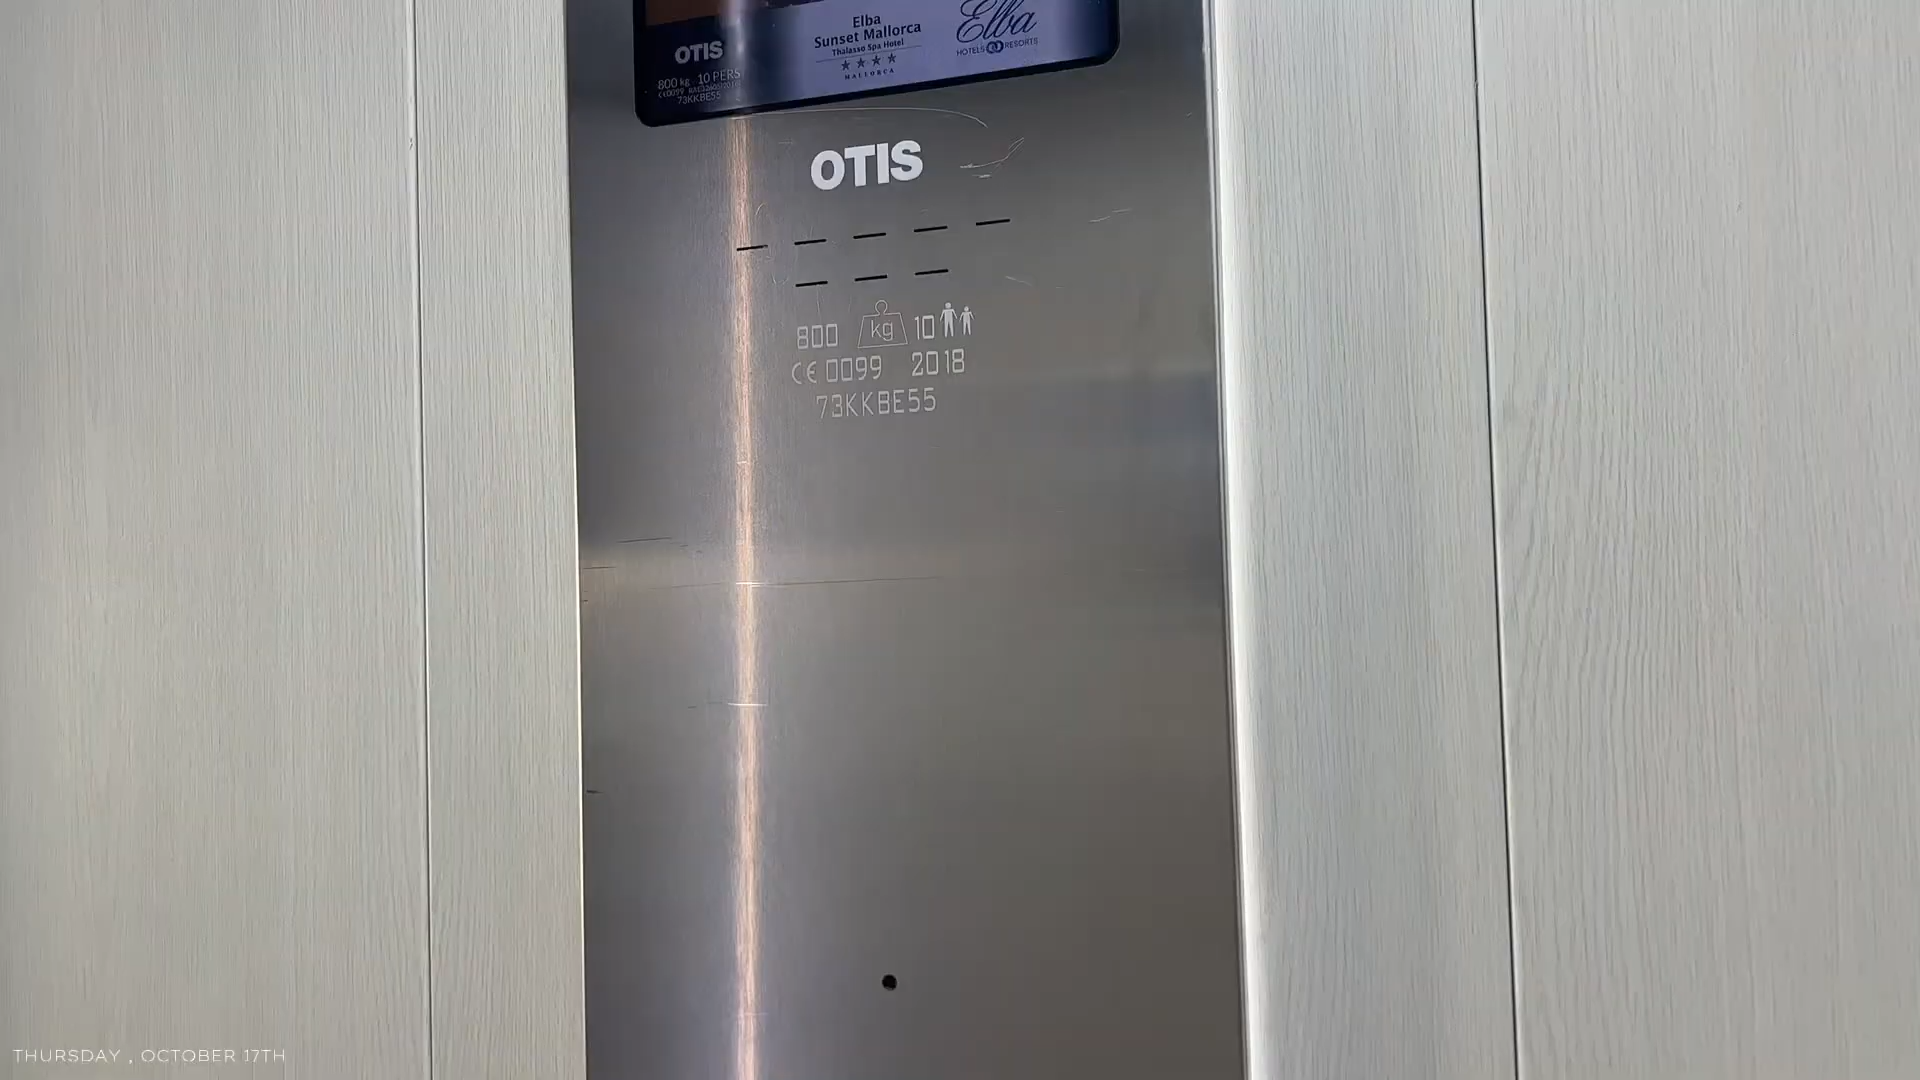 Elba
Sunset Mallorca
Thalasso Spa Hotel
MALLORCA
Elba
HOTELS RESORTS
OTIS
800 kg 10 PERS
CE0099
73KKBE55
OTIS
800 kg 10
CE 0099 2018
73KKBE55
THURSDAY , OCTOBER 17TH